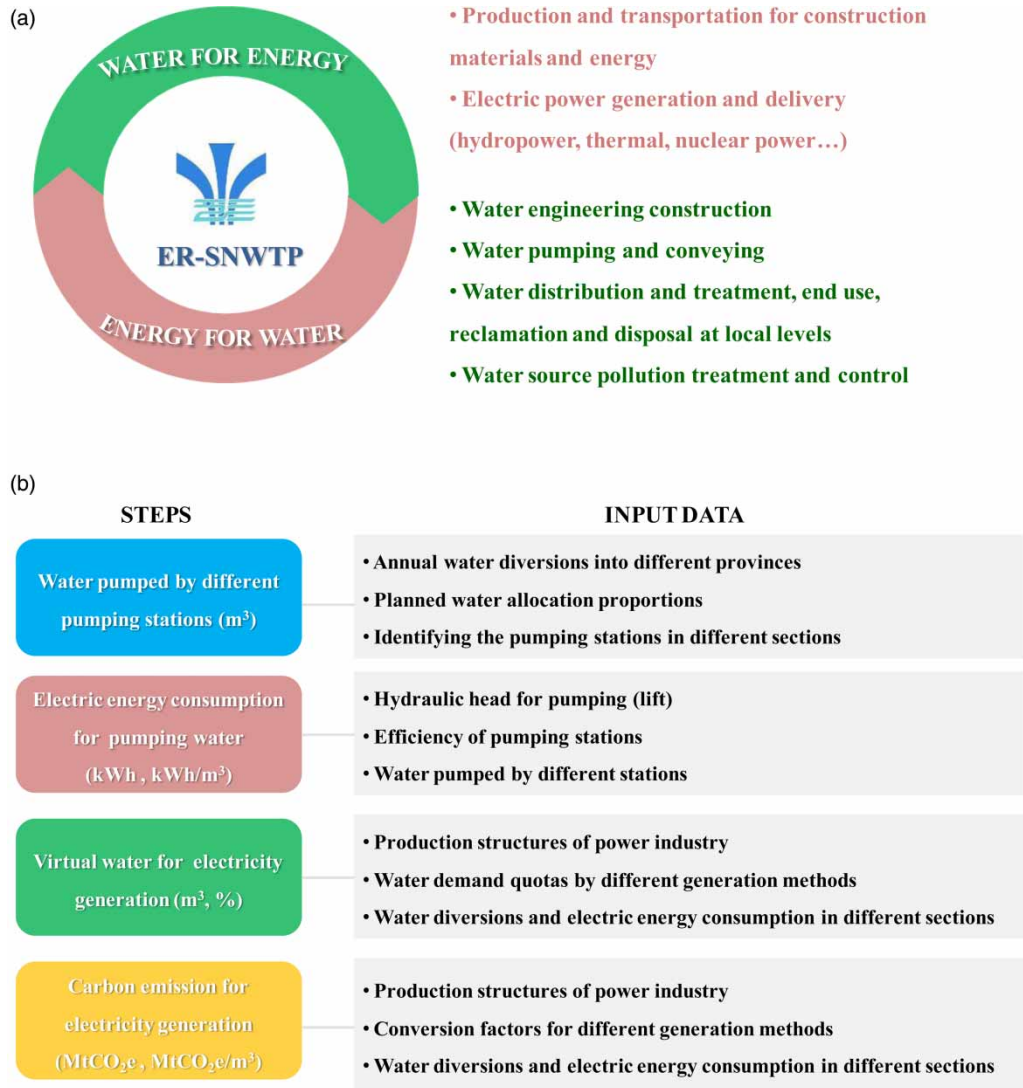 (a)
WATER FOR ENERGY
ER-SNWTP
ENERGY FOR WATER
• Production and transportation for construction
materials and energy
• Electric power generation and delivery
(hydropower, thermal, nuclear power…)
• Water engineering construction
• Water pumping and conveying
• Water distribution and treatment, end use,
reclamation and disposal at local levels
• Water source pollution treatment and control
(b)
STEPS
INPUT DATA
Water pumped by different
pumping stations (m³)
• Annual water diversions into different provinces
• Planned water allocation proportions
• Identifying the pumping stations in different sections
Electric energy consumption
for pumping water
(kWh , kWh/m³)
• Hydraulic head for pumping (lift)
• Efficiency of pumping stations
• Water pumped by different stations
Virtual water for electricity
generation (m³, %)
• Production structures of power industry
• Water demand quotas by different generation methods
• Water diversions and electric energy consumption in different sections
Carbon emission for
electricity generation
(MtCO₂e , MtCO₂e/m³)
• Production structures of power industry
• Conversion factors for different generation methods
• Water diversions and electric energy consumption in different sections